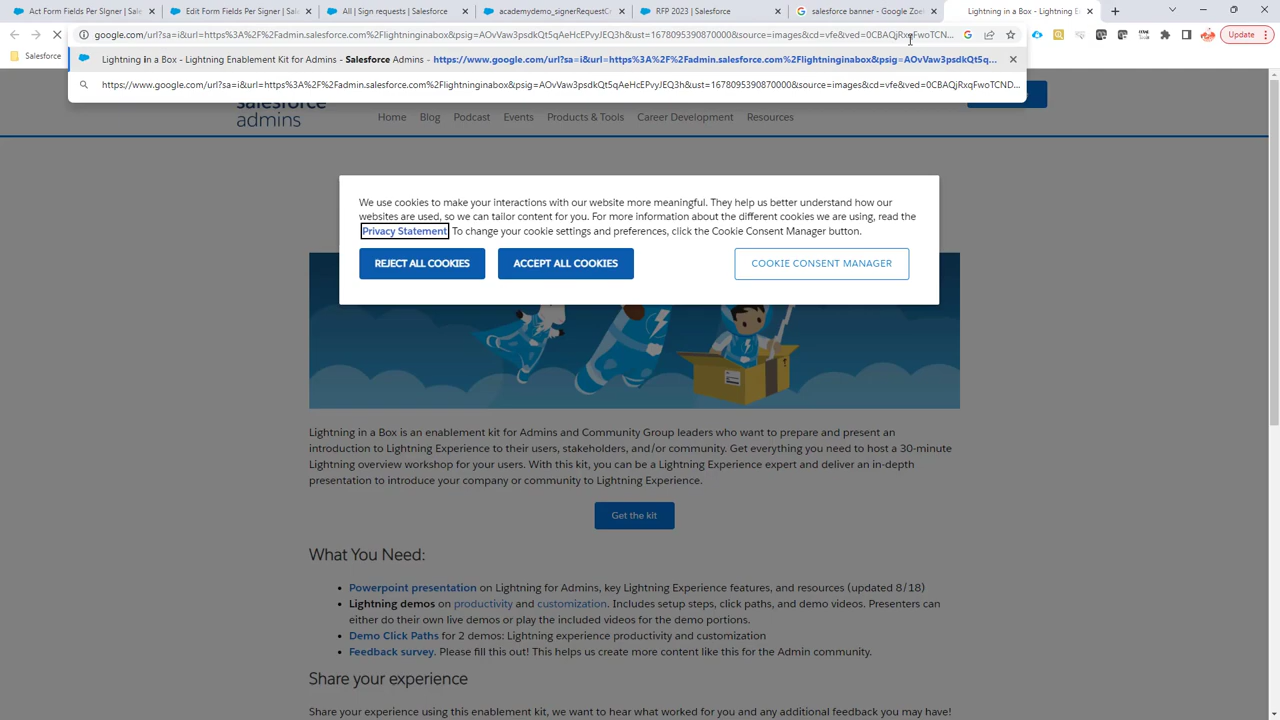 Act Form Fields Per SIgner | Sale
Edit Form Fields Per Signer | Sal
All | Sign requests | Salesforce
academydemo_signerRequestCr
RFP 2023 | Salesforce
salesforce banner - Google Zoek
Lightning in a Box - Lightning En
google.com/url?sa=i&url=https%3A%2F%2Fadmin.salesforce.com%2Flightninginabox&psig=AOvVaw3psdkQt5qAeHcEPvyJEQ3h&ust=1678095390870000&source=images&cd=vfe&ved=0CBAQjRxqFwoTCN...
Update
Salesforce
Lightning in a Box - Lightning Enablement Kit for Admins - Salesforce Admins - https://www.google.com/url?sa=i&url=https%3A%2F%2Fadmin.salesforce.com%2Flightninginabox&psig=AOvVaw3psdkQt5q...
https://www.google.com/url?sa=i&url=https%3A%2F%2Fadmin.salesforce.com%2Flightninginabox&psig=AOvVaw3psdkQt5qAeHcEPvyJEQ3h&ust=1678095390870000&source=images&cd=vfe&ved=0CBAQjRxqFwoTCND...
salesforce
admins
Home Blog Podcast Events Products & Tools Career Development Resources
We use cookies to make your interactions with our website more meaningful. They help us better understand how our
websites are used, so we can tailor content for you. For more information about the different cookies we are using, read the
Privacy Statement. To change your cookie settings and preferences, click the Cookie Consent Manager button.
REJECT ALL COOKIES ACCEPT ALL COOKIES COOKIE CONSENT MANAGER
Lightning in a Box is an enablement kit for Admins and Community Group leaders who want to prepare and present an
introduction to Lightning Experience to their users, stakeholders, and/or community. Get everything you need to host a 30-minute
Lightning overview workshop for your users. With this kit, you can be a Lightning Experience expert and deliver an in-depth
presentation to introduce your company or community to Lightning Experience.
Get the kit
What You Need:
• Powerpoint presentation on Lightning for Admins, key Lightning Experience features, and resources (updated 8/18)
• Lightning demos on productivity and customization. Includes setup steps, click paths, and demo videos. Presenters can
either do their own live demos or play the included videos for the demo portions.
• Demo Click Paths for 2 demos: Lightning experience productivity and customization
• Feedback survey. Please fill this out! This helps us create more content like this for the Admin community.
Share your experience
Share your experience using this enablement kit, we want to hear what worked for you and any additional feedback you may have!